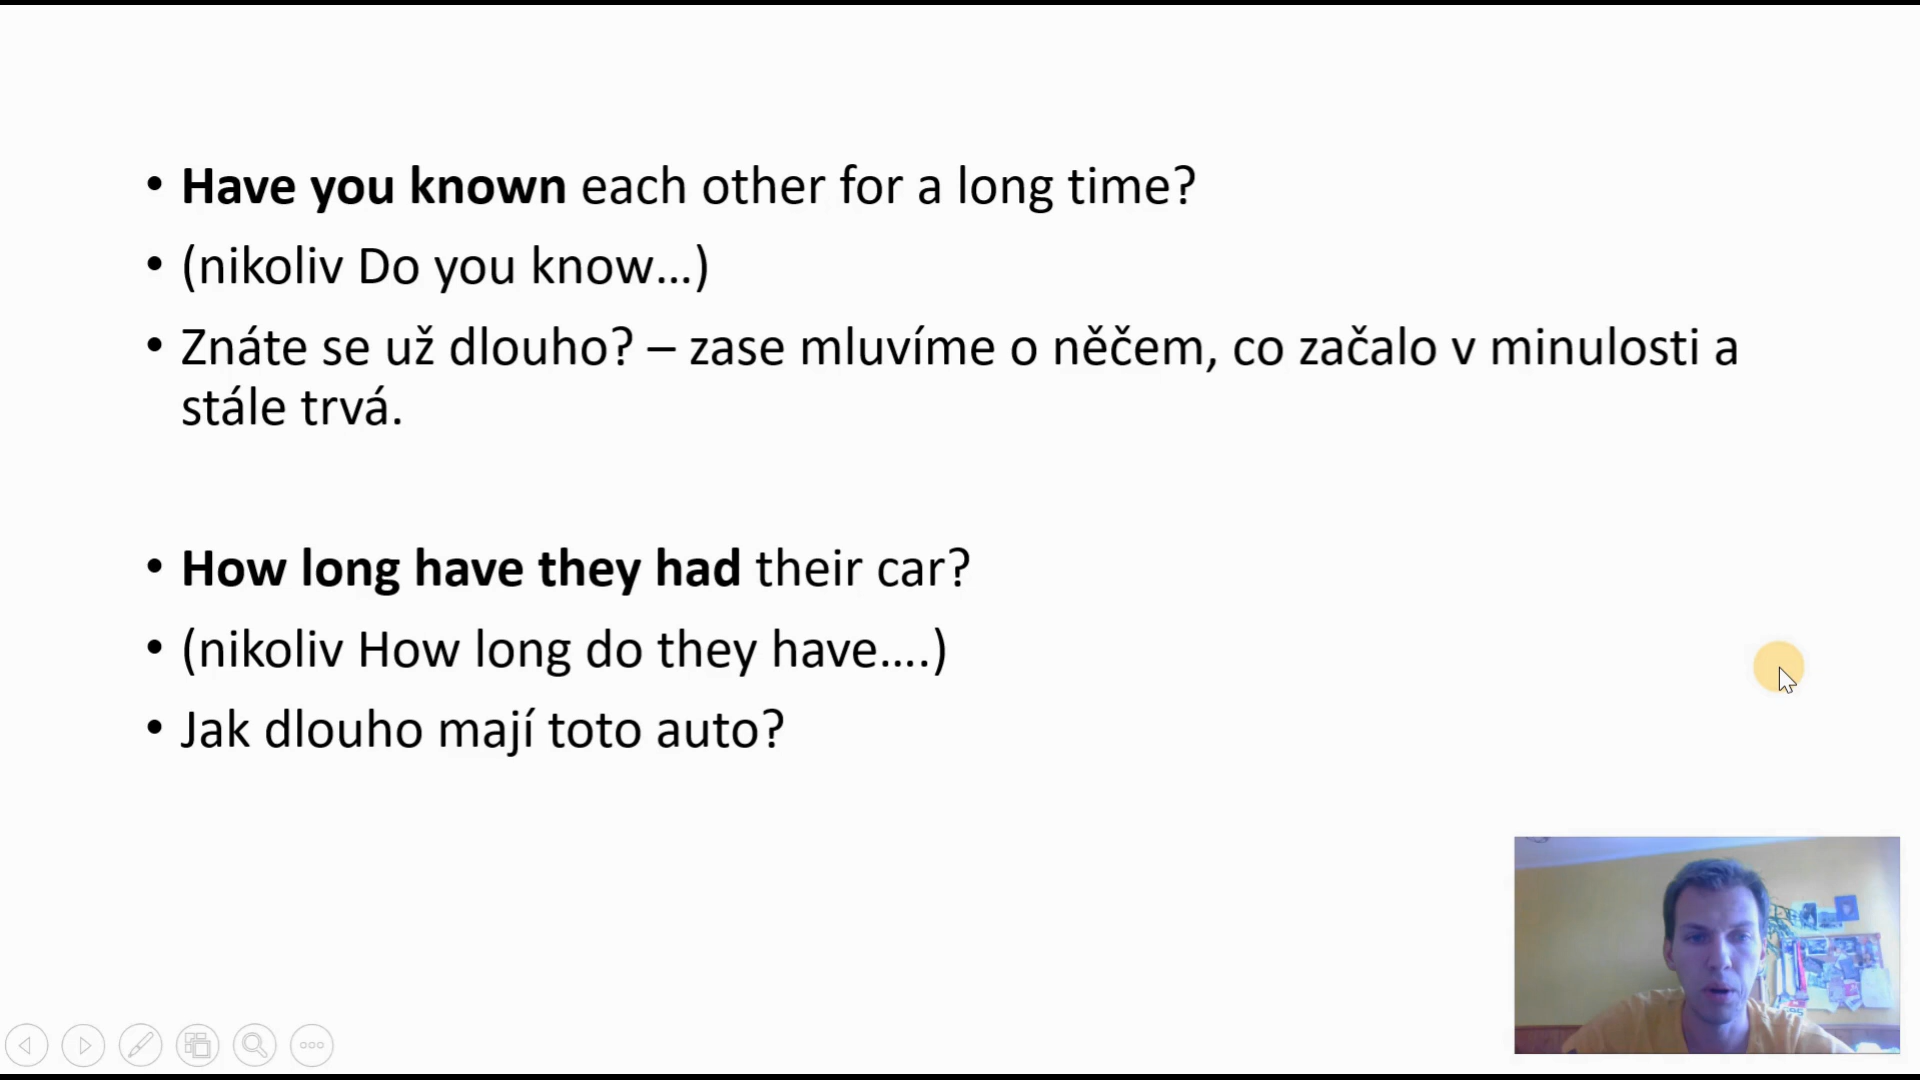 • Have you known each other for a long time?
• (nikoliv Do you know...)
• Znáte se už dlouho? – zase mluvíme o něčem, co začalo v minulosti a
stále trvá.
• How long have they had their car?
• (nikoliv How long do they have....)
• Jak dlouho mají toto auto?